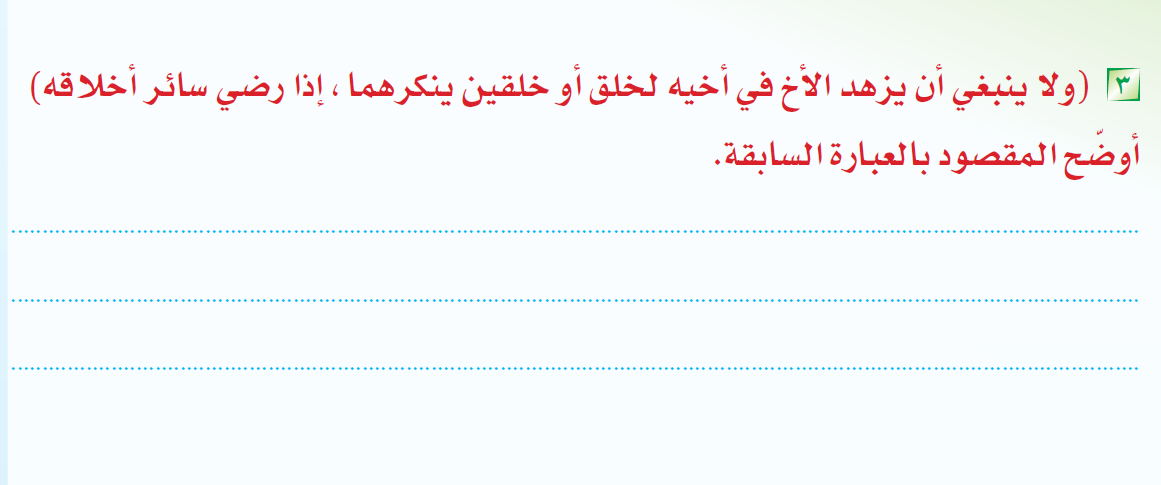 ٣ (ولا ينبغي أن يزهد الأخ في أخيه لخلق أو خلقين ينكرهما ، إذا رضي سائر أخلاقه)
أوضّح المقصود بالعبارة السابقة.